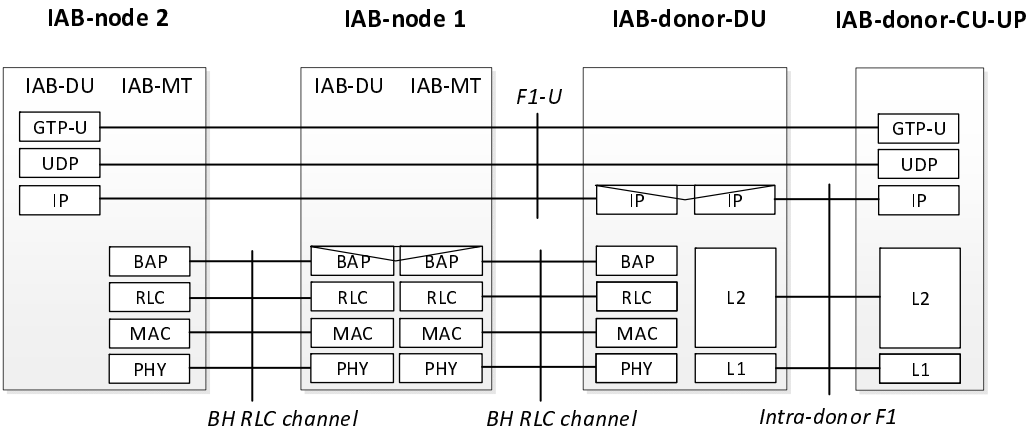 IAB-node 2 IAB-node 1 IAB-donor-DU IAB-donor-CU-UP
IAB-DU IAB-MT IAB-DU IAB-MT
F1-U
GTP-U GTP-U
UDP UDP
IP IP IP IP
BAP BAP BAP BAP
RLC RLC RLC RLC L2 L2
MAC MAC MAC MAC
PHY PHY PHY PHY L1 L1
BH RLC channel BH RLC channel Intra-donor F1